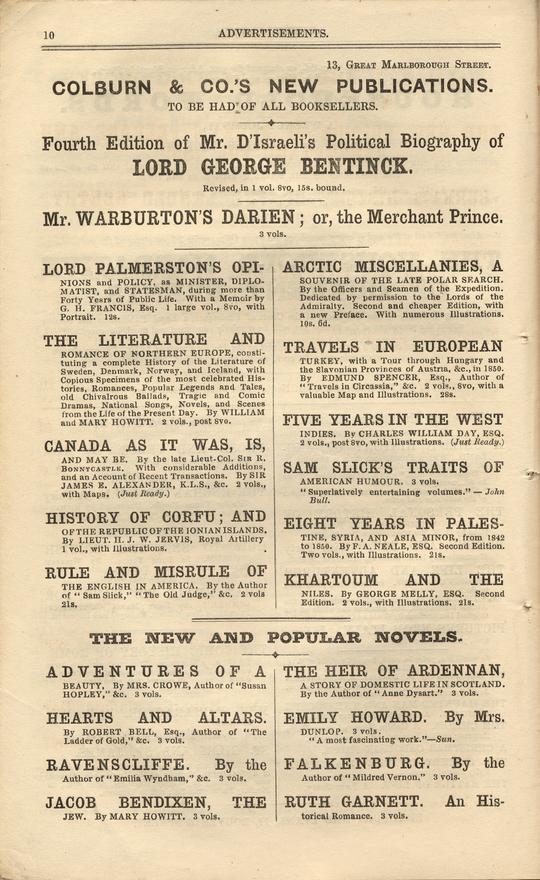 10
ADVERTISEMENTS.
13, GREAT MARLBOROUGH STREET.
COLBURN & CO.'S NEW PUBLICATIONS.
TO BE HAD OF ALL BOOKSELLERS.
Fourth Edition of Mr. D'Israeli's Political Biography of
LORD GEORGE BENTINCK.
Revised, in 1 vol. 8vo, 15s. bound.
Mr. WARBURTON'S DARIEN; or, the Merchant Prince.
3 vols.
LORD PALMERSTON'S OPI-
NIONS and POLICY, as MINISTER, DIPLO-
MATIST, and STATESMAN, during more than
Forty Years of Public Life. With a Memoir by
G. H. FRANCIS, Esq. 1 large vol., 8vo, with
Portrait. 12s.
THE LITERATURE AND
ROMANCE OF NORTHERN EUROPE, consti-
tuting a complete History of the Literature of
Sweden, Denmark, Norway, and Iceland, with
Copious Specimens of the most celebrated His-
tories, Romances, Popular Legends and Tales,
old Chivalrous Ballads, Tragic and Comic
Dramas, National Songs, Novels, and Scenes
from the Life of the Present Day. By WILLIAM
and MARY HOWITT. 2 vols., post 8vo.
CANADA AS IT WAS, IS,
AND MAY BE. By the late Lieut.-Col. SIR R.
BONNYCASTLE. With considerable Additions,
and an Account of Recent Transactions. By SIR
JAMES E. ALEXANDER, K.L.S., &c. 2 vols.,
with Maps. (Just Ready.)
HISTORY OF CORFU; AND
OF THE REPUBLIC OF THE IONIAN ISLANDS.
By LIEUT. H. J. W. JERVIS, Royal Artillery
1 vol., with Illustrations.
RULE AND MISRULE OF
THE ENGLISH IN AMERICA. By the Author
of "Sam Slick," "The Old Judge," &c. 2 vols
21s.
ARCTIC MISCELLANIES, A
SOUVENIR OF THE LATE POLAR SEARCH.
By the Officers and Seamen of the Expedition.
Dedicated by permission to the Lords of the
Admiralty. Second and cheaper Edition, with
a new Preface. With numerous Illustrations.
10s. 6d.
TRAVELS IN EUROPEAN
TURKEY, with a Tour through Hungary and
the Slavonian Provinces of Austria, &c., in 1850.
By EDMUND SPENCER, Esq., Author of
"Travels in Circassia," &c. 2 vols., 8vo, with a
valuable Map and Illustrations. 28s.
FIVE YEARS IN THE WEST
INDIES. By CHARLES WILLIAM DAY, ESQ.
2 vols., post 8vo, with Illustrations. (Just Ready.)
SAM SLICK'S TRAITS OF
AMERICAN HUMOUR. 3 vols.
"Superlatively entertaining volumes."—John
Bull.
EIGHT YEARS IN PALES-
TINE, SYRIA, AND ASIA MINOR, from 1842
to 1850. By F. A. NEALE, ESQ. Second Edition.
Two vols., with Illustrations. 21s.
KHARTOUM AND THE
NILES. By GEORGE MELLY, ESQ. Second
Edition. 2 vols., with Illustrations. 21s.
THE NEW AND POPULAR NOVELS.
ADVENTURES OF A
BEAUTY, By MRS. CROWE, Author of "Susan
HOPLEY," &c. 3 vols.
HEARTS AND ALTARS.
By ROBERT BELL, Esq., Author of "The
Ladder of Gold," &c. 3 vols.
RAVENSCLIFFE. By the
Author of "Emilia Wyndham," &c. 3 vols.
JACOB BENDIXEN, THE
JEW. By MARY HOWITT. 3 vols.
THE HEIR OF ARDENNAN,
A STORY OF DOMESTIC LIFE IN SCOTLAND.
By the Author of "Anne Dysart." 3 vols.
EMILY HOWARD. By Mrs.
DUNLOP. 3 vols.
"A most fascinating work."—Sun.
FALKENBURG. By the
Author of "Mildred Vernon." 3 vols.
RUTH GARNETT. An His-
torical Romance. 3 vols.